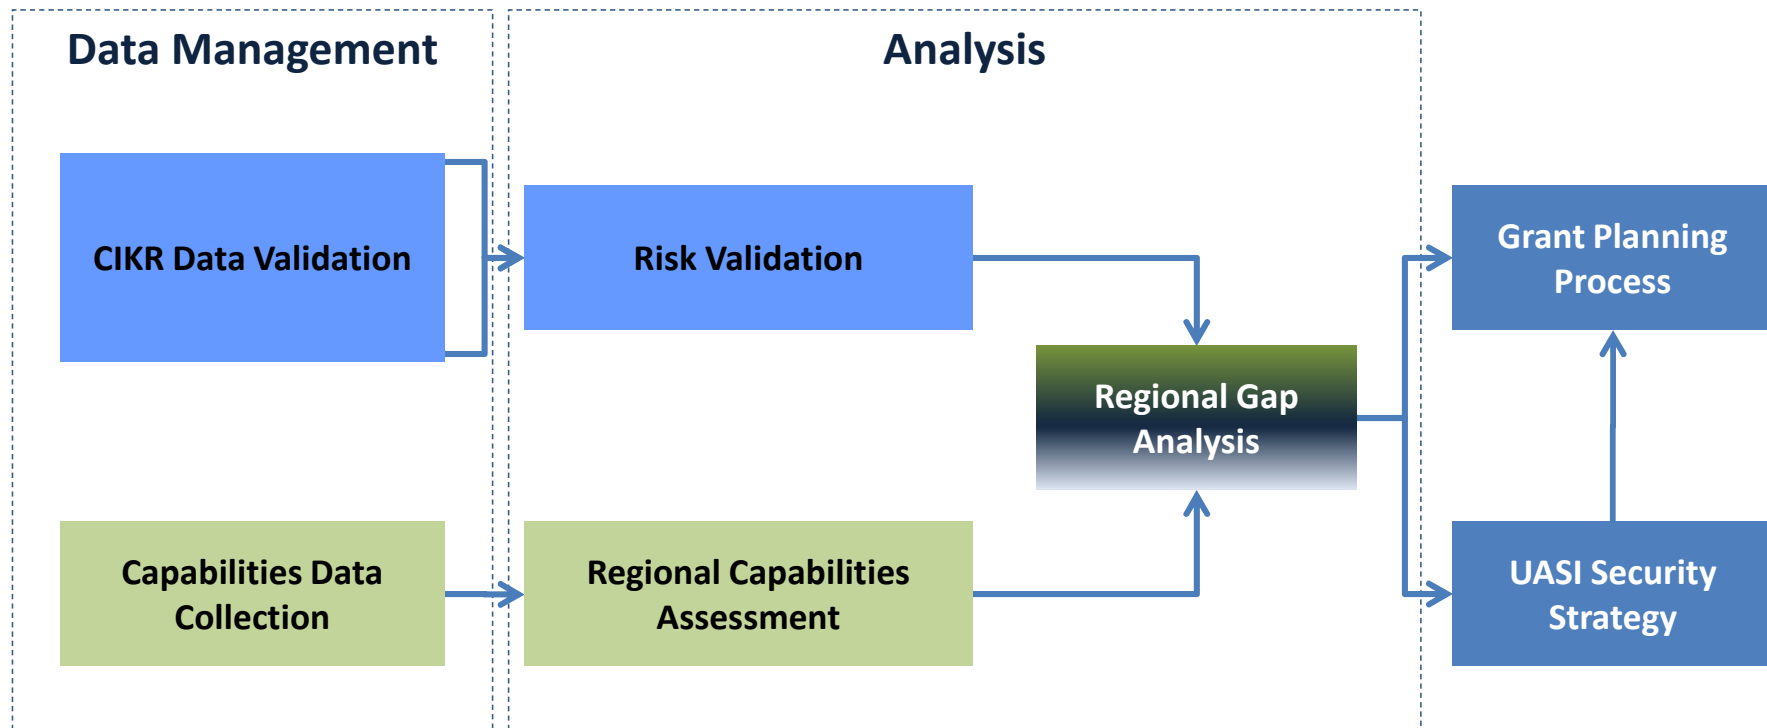 Data Management
Analysis
CIKR Data Validation
Risk Validation
Grant Planning
Process
Regional Gap
Analysis
Capabilities Data
Collection
Regional Capabilities
Assessment
UASI Security
Strategy